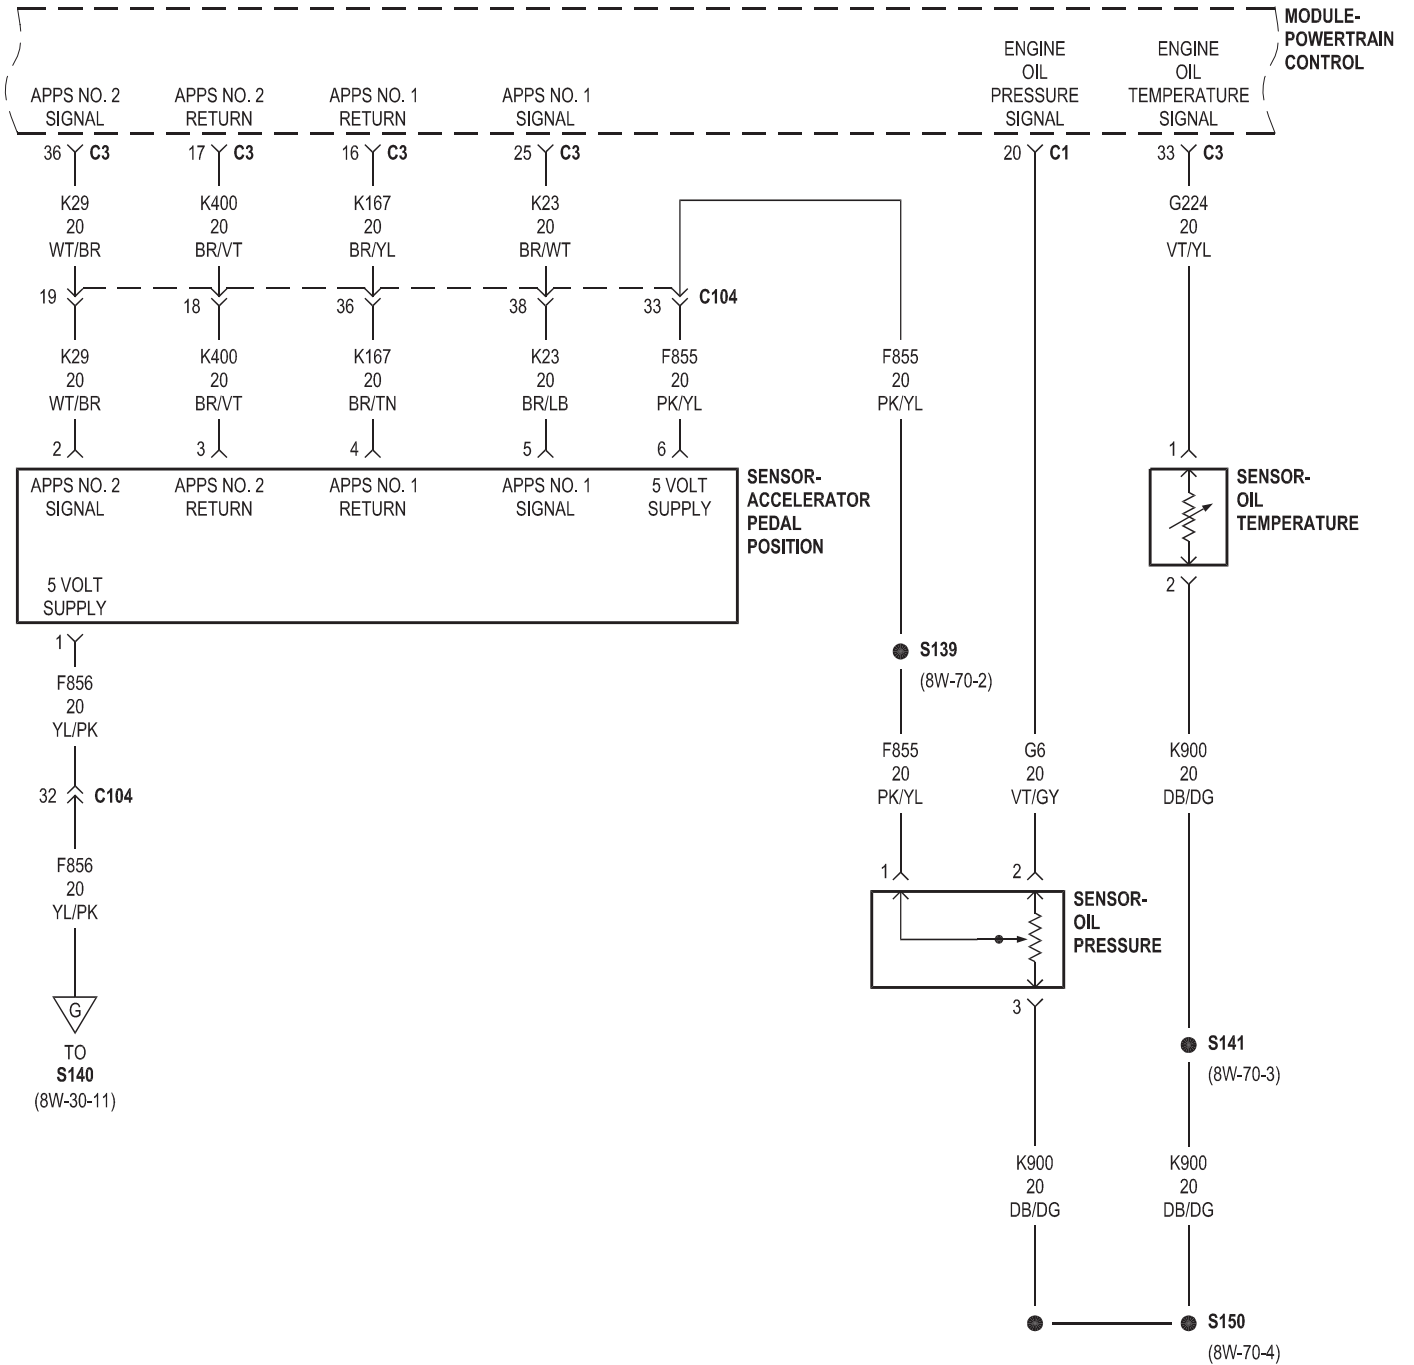 MODULE-
POWERTRAIN
CONTROL
ENGINE
OIL
PRESSURE
SIGNAL
ENGINE
OIL
TEMPERATURE
SIGNAL
APPS NO. 2
SIGNAL
APPS NO. 2
RETURN
APPS NO. 1
RETURN
APPS NO. 1
SIGNAL
36 C3
17 C3
16 C3
25 C3
20 C1
33 C3
K29
20
WT/BR
K400
20
BR/VT
K167
20
BR/YL
K23
20
BR/WT
G224
20
VT/YL
19
18
36
38
33
C104
K29
20
WT/BR
K400
20
BR/VT
K167
20
BR/TN
K23
20
BR/LB
F855
20
PK/YL
F855
20
PK/YL
2
3
4
5
6
1
APPS NO. 2
SIGNAL
APPS NO. 2
RETURN
APPS NO. 1
RETURN
APPS NO. 1
SIGNAL
5 VOLT
SUPPLY
SENSOR-
ACCELERATOR
PEDAL
POSITION
SENSOR-
OIL
TEMPERATURE
5 VOLT
SUPPLY
2
1
S139
(8W-70-2)
F856
20
YL/PK
F855
20
PK/YL
G6
20
VT/GY
K900
20
DB/DG
32
C104
F856
20
YL/PK
1
2
SENSOR-
OIL
PRESSURE
3
G
TO
S140
(8W-30-11)
S141
(8W-70-3)
K900
20
DB/DG
K900
20
DB/DG
S150
(8W-70-4)